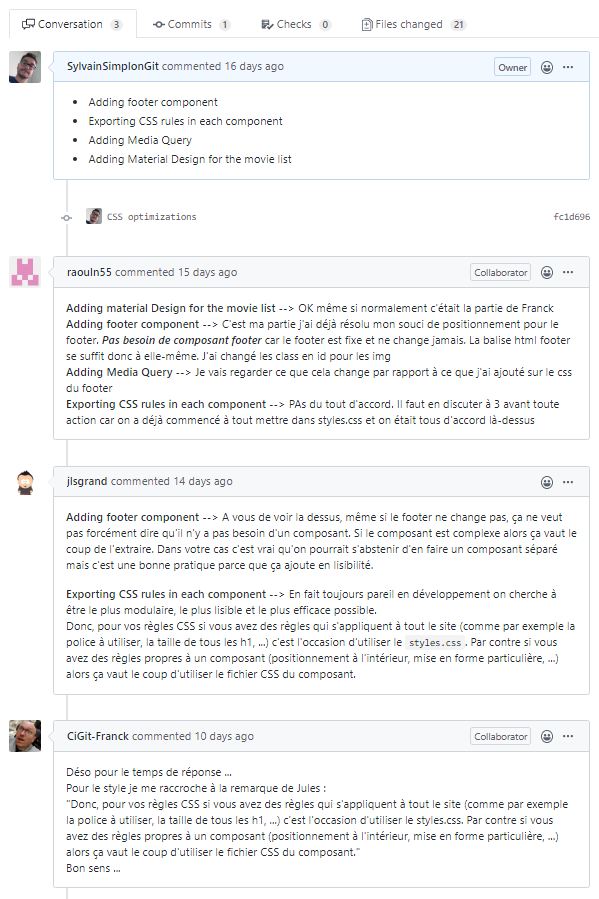 Conversation 3 Commits 1 Checks 0 Files changed 21
SylvainSimplonGit commented 16 days ago Owner
Adding footer component
Exporting CSS rules in each component
Adding Media Query
Adding Material Design for the movie list
CSS optimizations fc1d696
raouln55 commented 15 days ago Collaborator
Adding material Design for the movie list --> OK même si normalement c'était la partie de Franck
Adding footer component --> C'est ma partie j'ai déjà résolu mon souci de positionnement pour le
footer. Pas besoin de composant footer car le footer est fixe et ne change jamais. La balise html footer
se suffit donc à elle-même. J'ai changé les class en id pour les img
Adding Media Query --> Je vais regarder ce que cela change par rapport à ce que j'ai ajouté sur le css
du footer
Exporting CSS rules in each component --> PAs du tout d'accord. Il faut en discuter à 3 avant toute
action car on a déjà commencé à tout mettre dans styles.css et on était tous d'accord là-dessus
jlsgrand commented 14 days ago
Adding footer component --> A vous de voir la dessus, même si le footer ne change pas, ça ne veut
pas forcément dire qu'il n'y a pas besoin d'un composant. Si le composant est complexe alors ça vaut le
coup de l'extraire. Dans votre cas c'est vrai qu'on pourrait s'abstenir d'en faire un composant séparé
mais c'est une bonne pratique parce que ça ajoute en lisibilité.
Exporting CSS rules in each component --> En fait toujours pareil en développement on cherche à
être le plus modulaire, le plus lisible et le plus efficace possible.
Donc, pour vos règles CSS si vous avez des règles qui s'appliquent à tout le site (comme par exemple la
police à utiliser, la taille de tous les h1, ...) c'est l'occasion d'utiliser le styles.css. Par contre si vous
avez des règles propres à un composant (positionnement à l'intérieur, mise en forme particulière, ...)
alors ça vaut le coup d'utiliser le fichier CSS du composant.
CiGit-Franck commented 10 days ago Collaborator
Déso pour le temps de réponse ...
Pour le style je me raccroche à la remarque de Jules :
"Donc, pour vos règles CSS si vous avez des règles qui s'appliquent à tout le site (comme par exemple
la police à utiliser, la taille de tous les h1, ...) c'est l'occasion d'utiliser le styles.css. Par contre si vous
avez des règles propres à un composant (positionnement à l'intérieur, mise en forme particulière, ...)
alors ça vaut le coup d'utiliser le fichier CSS du composant."
Bon sens ...